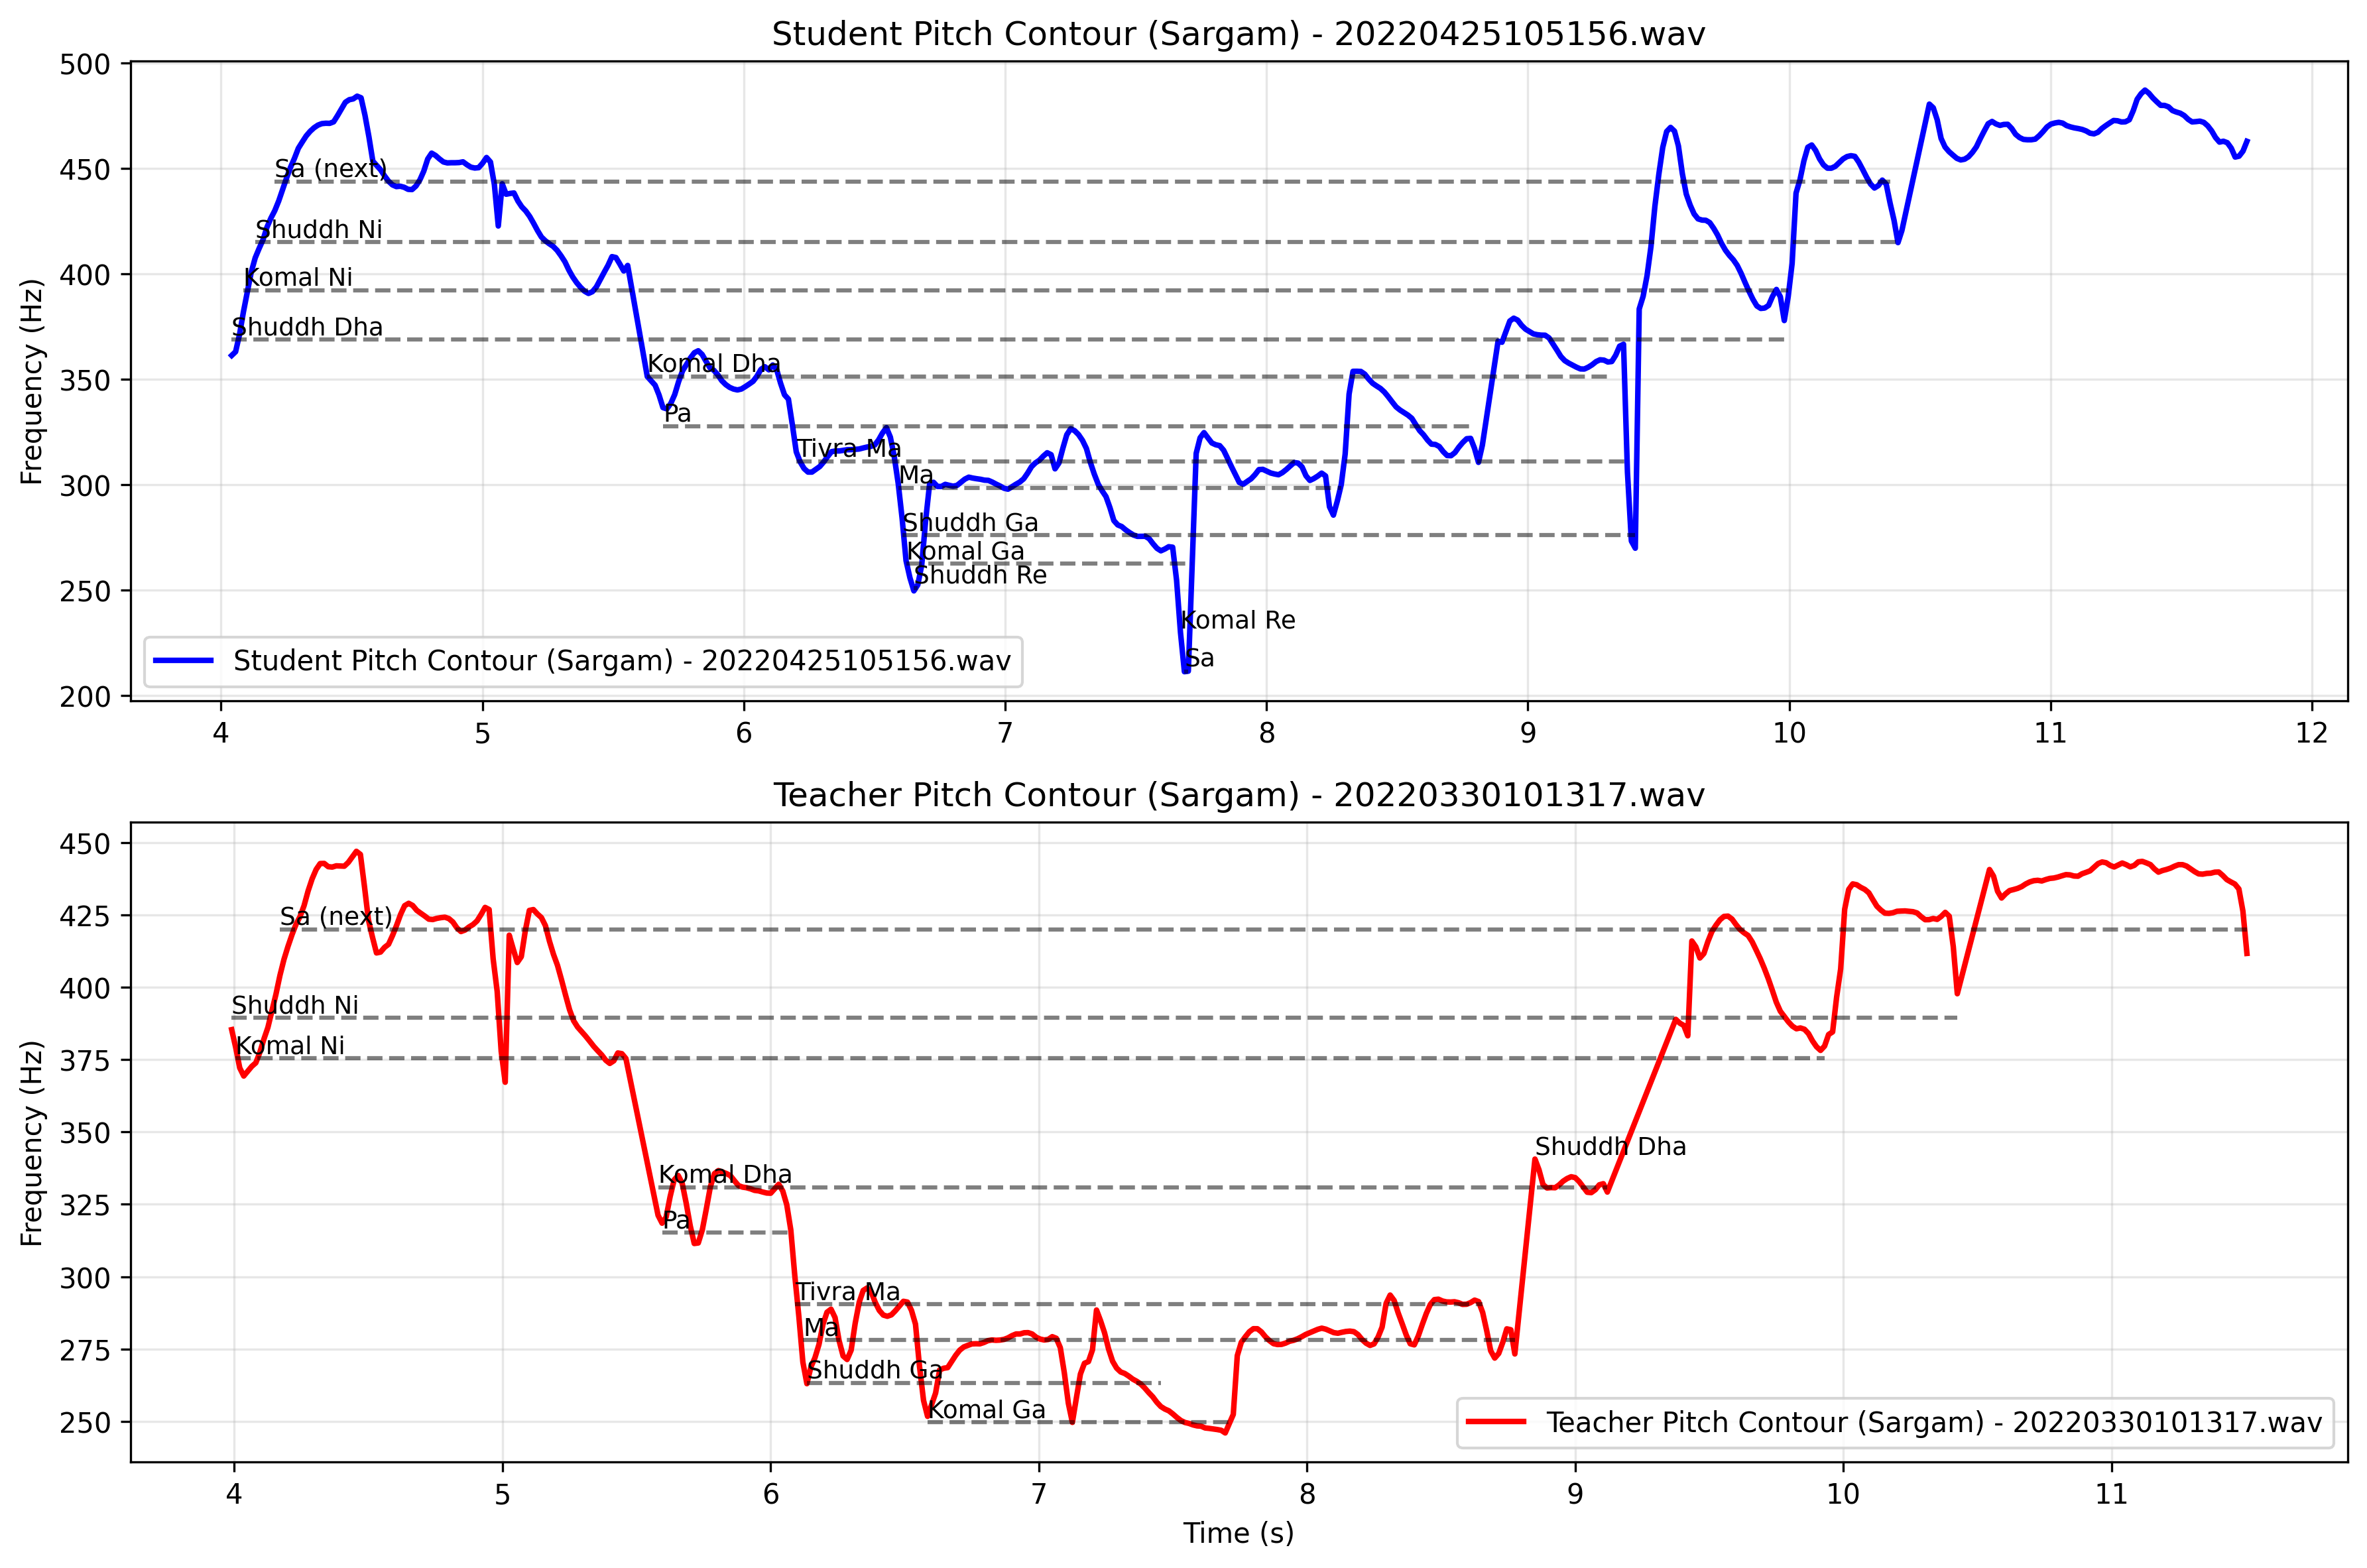 Student Pitch Contour (Sargam) - 20220425105156.wav
500
450
400
350
300
250
200
Frequency (Hz)
Sa (next)
Shuddh Ni
Komal Ni
Shuddh Dha
Komal Dha
Pa
Tivra Ma
Ma
Shuddh Ga
Komal Ga
Shuddh Re
Komal Re
Sa
Student Pitch Contour (Sargam) - 20220425105156.wav
4 5 6 7 8 9 10 11 12
Teacher Pitch Contour (Sargam) - 20220330101317.wav
450
425
400
375
350
325
300
275
250
Frequency (Hz)
Sa (next)
Shuddh Ni
Komal Ni
Shuddh Dha
Komal Dha
Pa
Tivra Ma
Ma
Shuddh Ga
Komal Ga
Teacher Pitch Contour (Sargam) - 20220330101317.wav
4 5 6 7 8 9 10 11
Time (s)